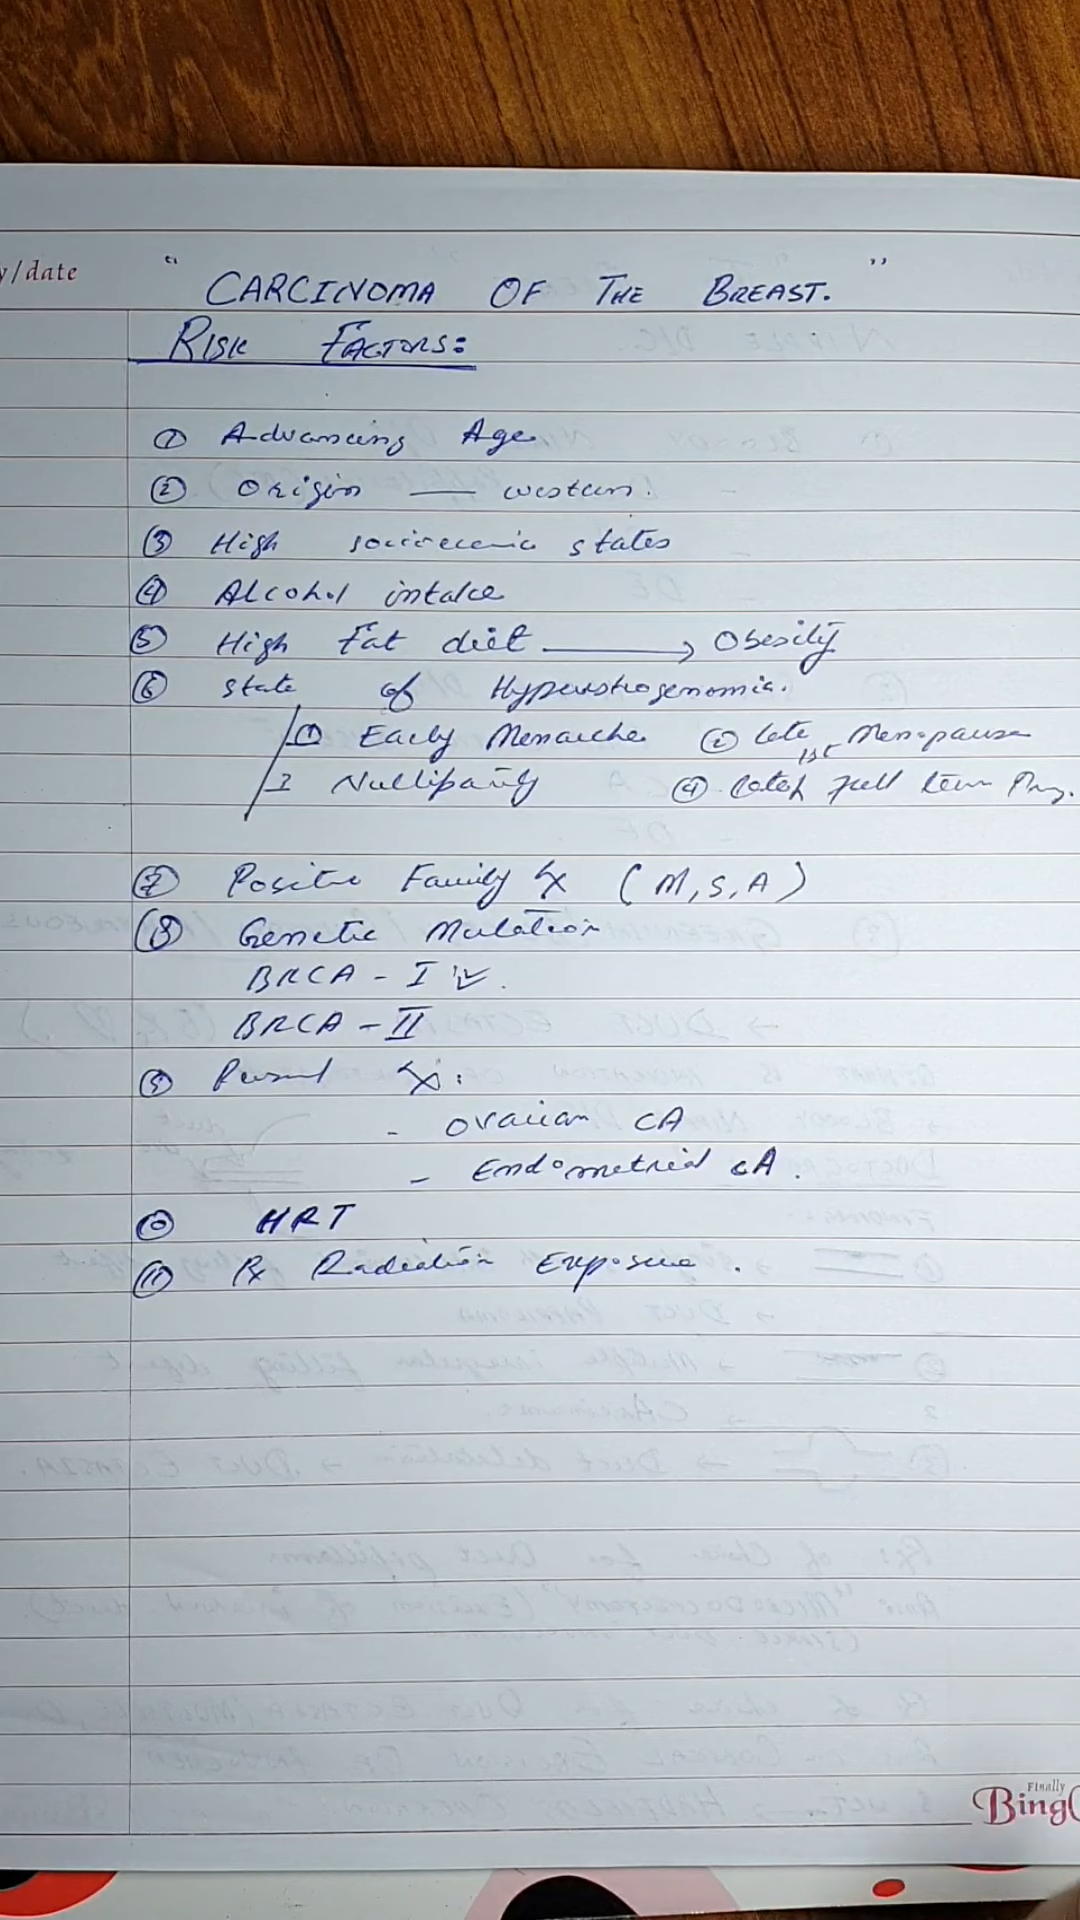 y/date
" CARCINOMA OF THE BREAST. "
RISK FACTORS:
① Advancing Age
② Origin — western.
③ High socioecenic states
④ Alcohol intake
⑤ High Fat diet → Obesity
⑥ State of Hyperestrogenomia.
① Early Menarche ② late Menopause
I Nulliparity ④ late 1st full term Preg.
⑦ Positive Family Hx (M, S, A)
⑧ Genetic Mutation
BRCA - I ✓.
BRCA - II
⑨ Personal Hx:
- Ovarian CA
- Endometrial CA.
⑩ HRT
⑪ Rx Radiation Exposure.
Finally
Bing